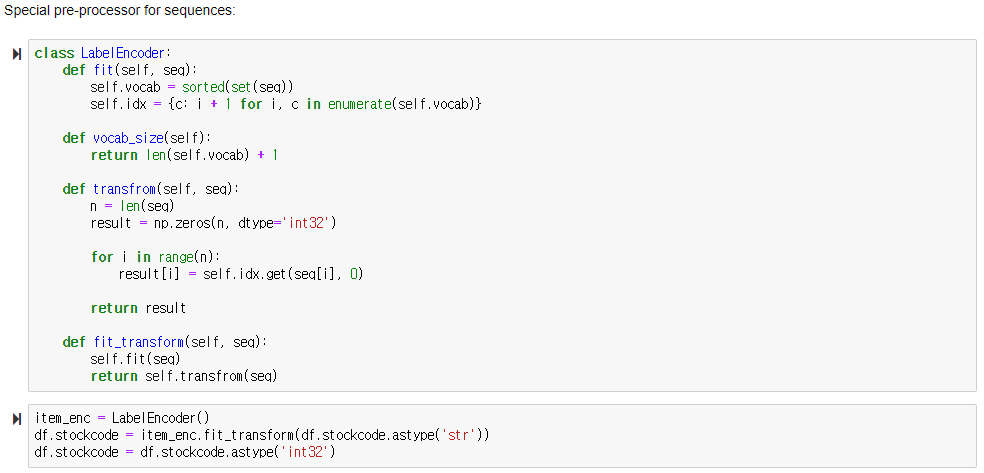 Special pre-processor for sequences:
class LabelEncoder:
    def fit(self, seq):
        self.vocab = sorted(set(seq))
        self.idx = {c: i + 1 for i, c in enumerate(self.vocab)}

    def vocab_size(self):
        return len(self.vocab) + 1

    def transfrom(self, seq):
        n = len(seq)
        result = np.zeros(n, dtype='int32')

        for i in range(n):
            result[i] = self.idx.get(seq[i], 0)

        return result

    def fit_transform(self, seq):
        self.fit(seq)
        return self.transfrom(seq)
item_enc = LabelEncoder()
df.stockcode = item_enc.fit_transform(df.stockcode.astype('str'))
df.stockcode = df.stockcode.astype('int32')